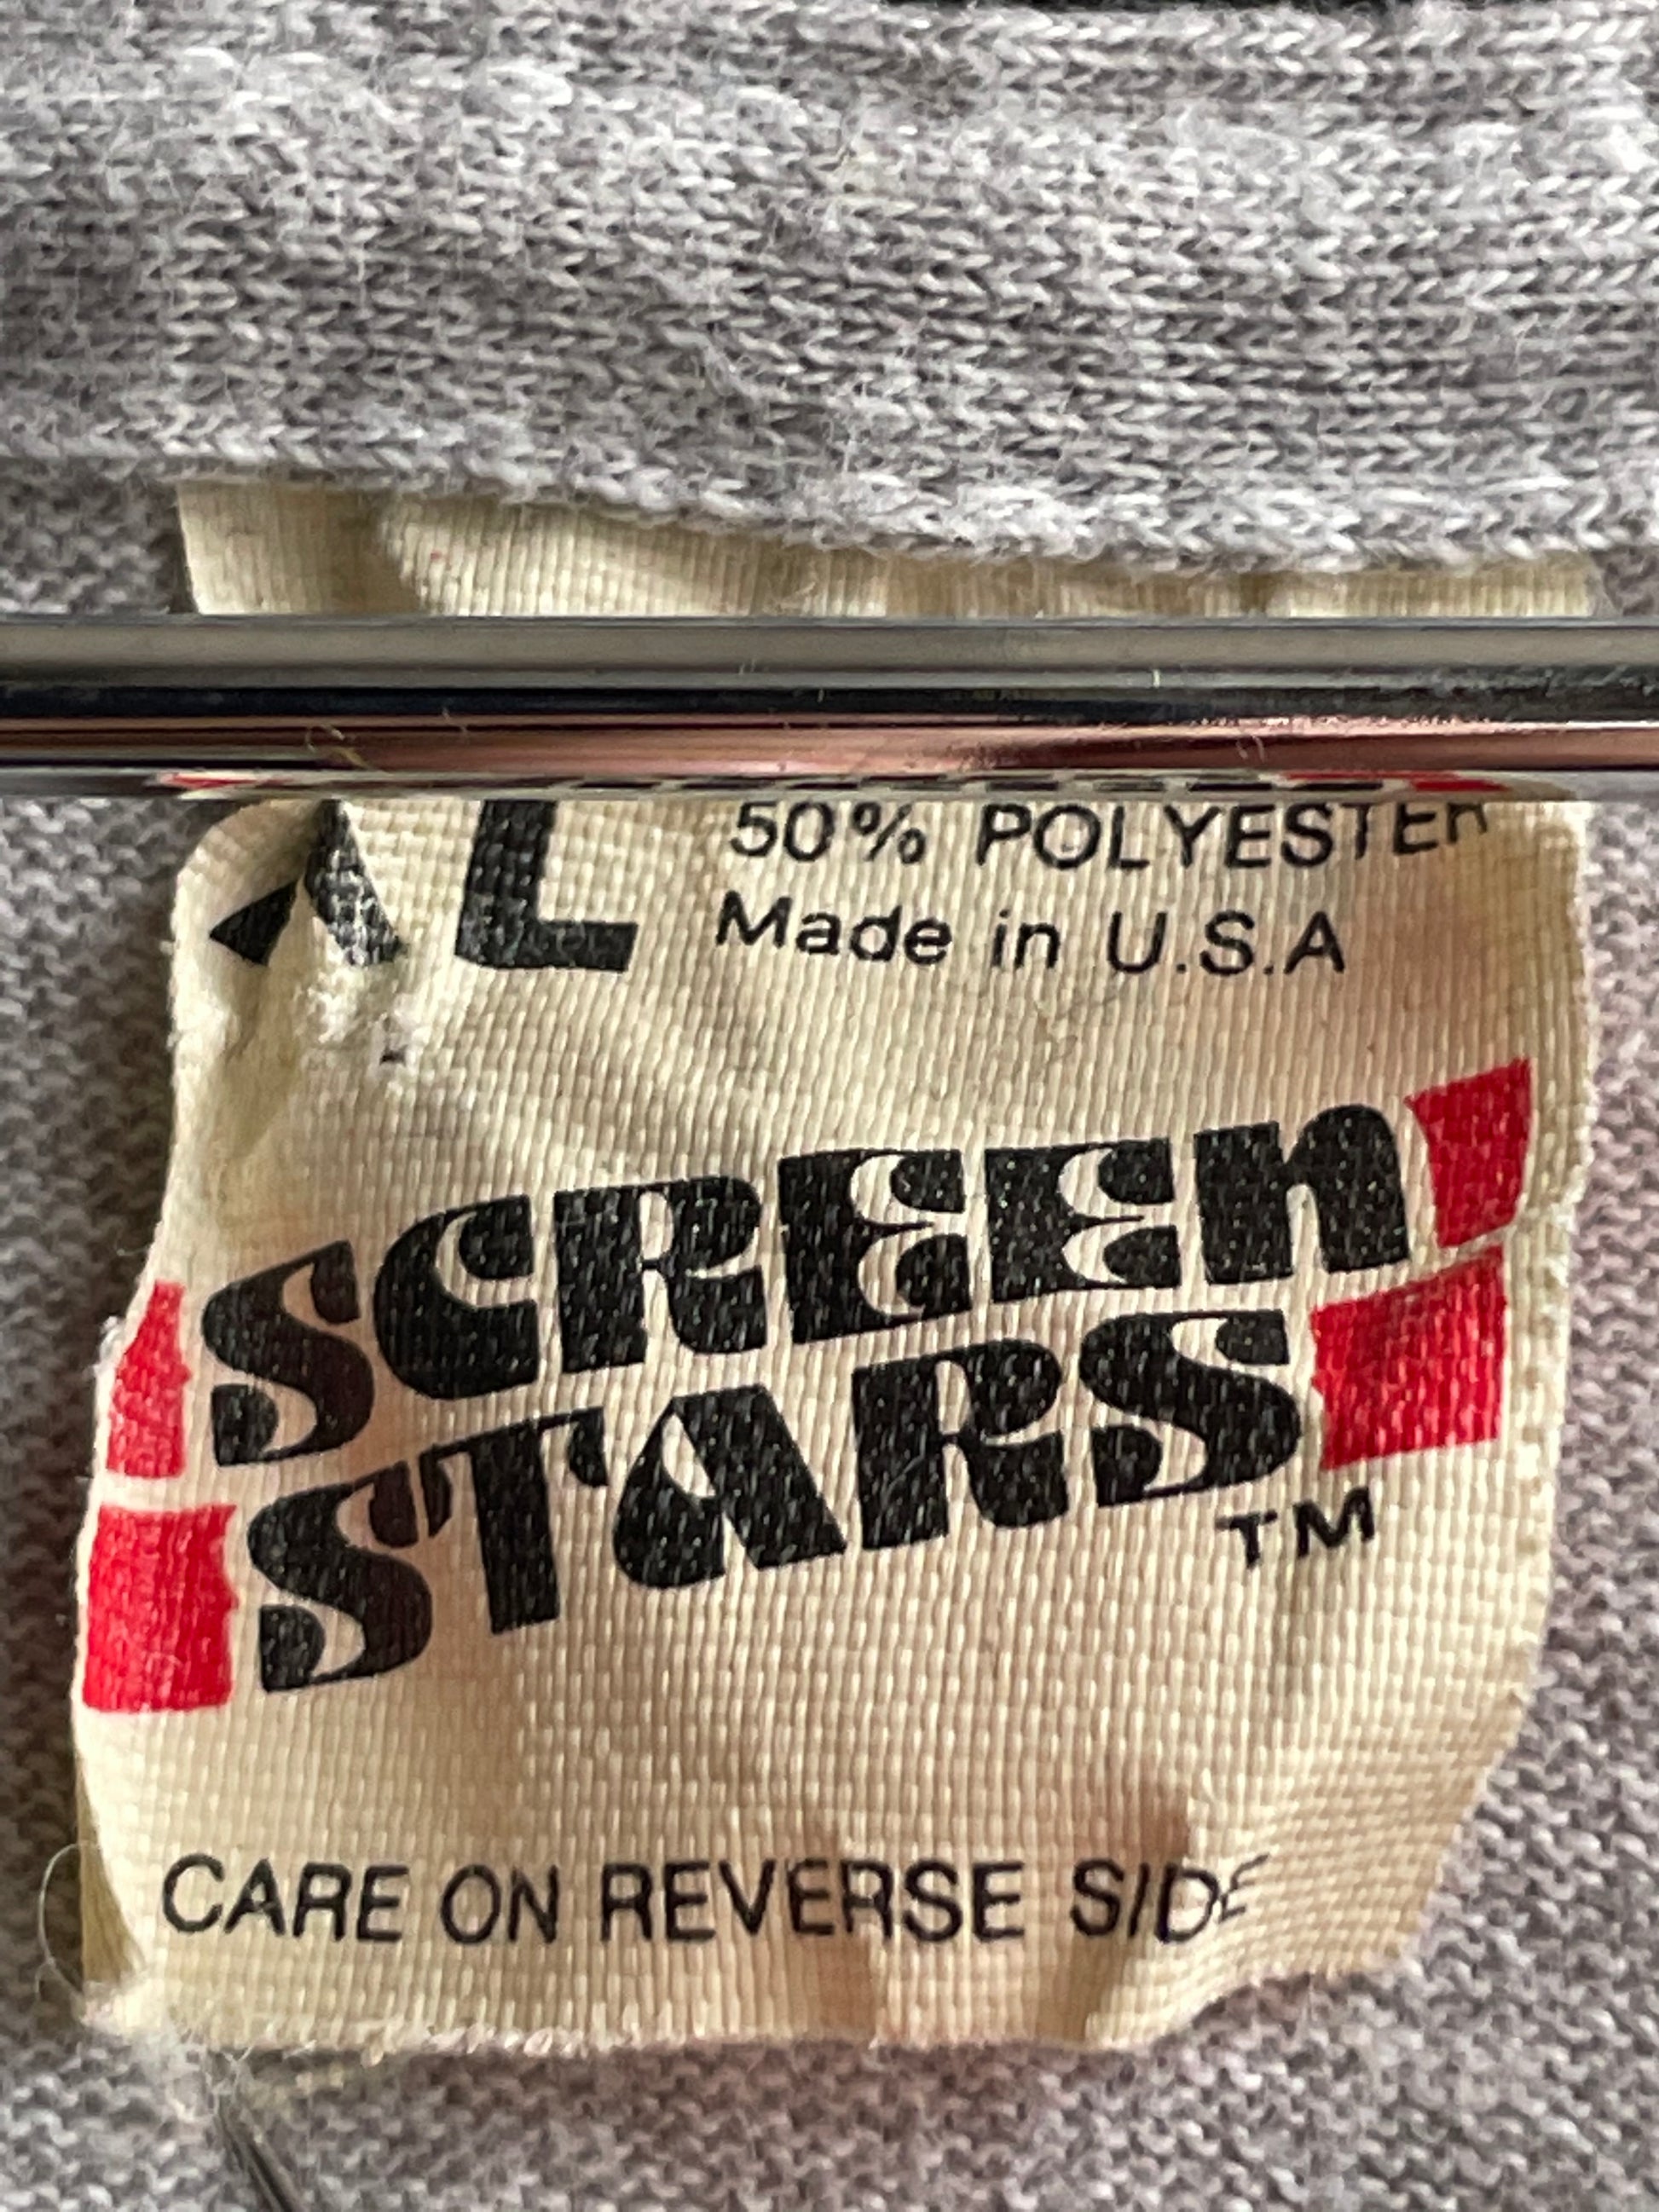 XL
50% POLYESTER
Made in U.S.A
SCREEN
STARS
TM
CARE ON REVERSE SIDE